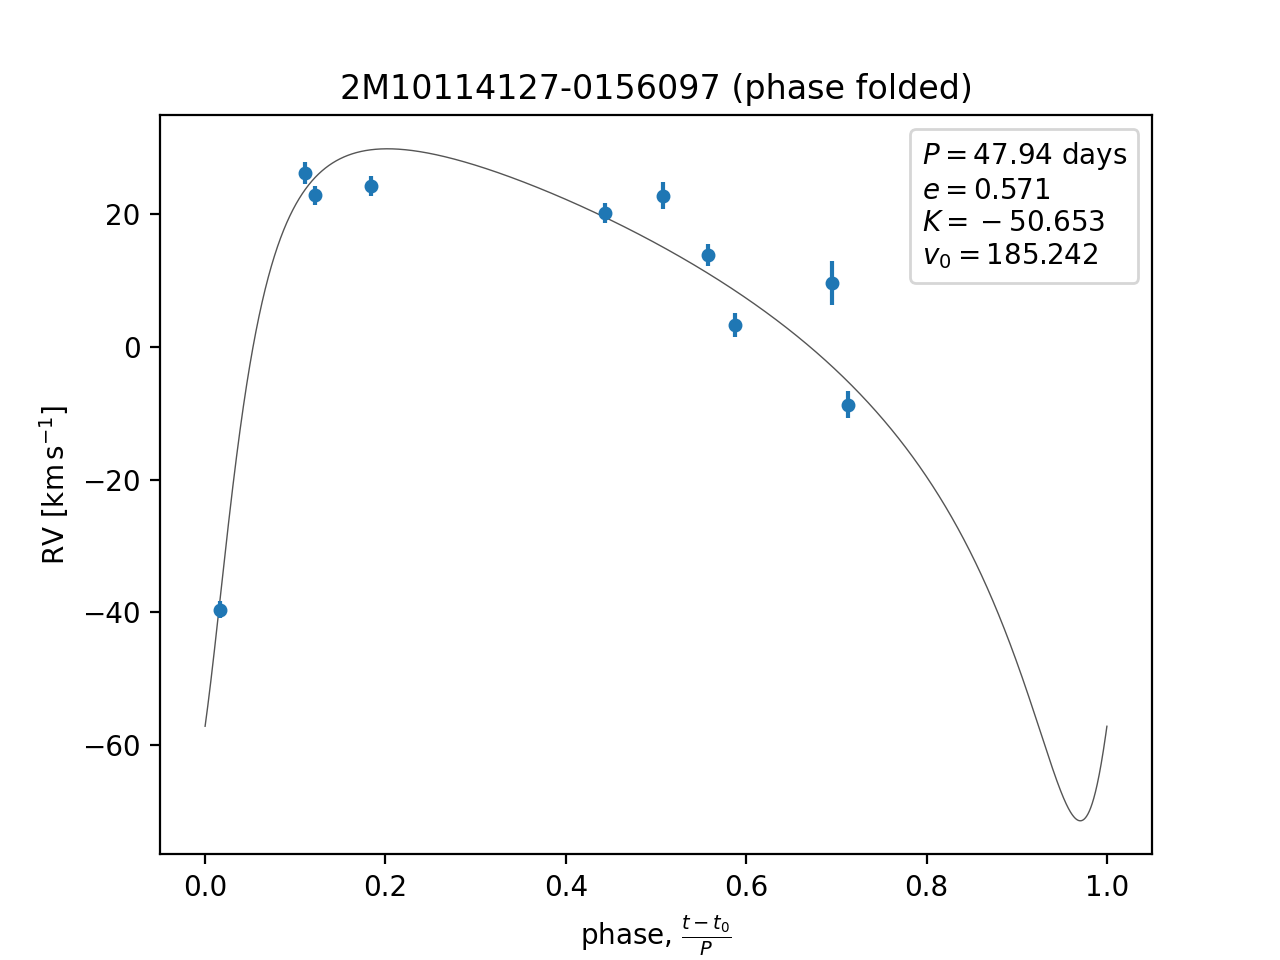 2M10114127-0156097 (phase folded)
P = 47.94 days
e = 0.571
K = −50.653
v₀ = 185.242
20
0
−20
−40
−60
RV [km s⁻¹]
0.0 0.2 0.4 0.6 0.8 1.0
phase, (t − t₀)/P